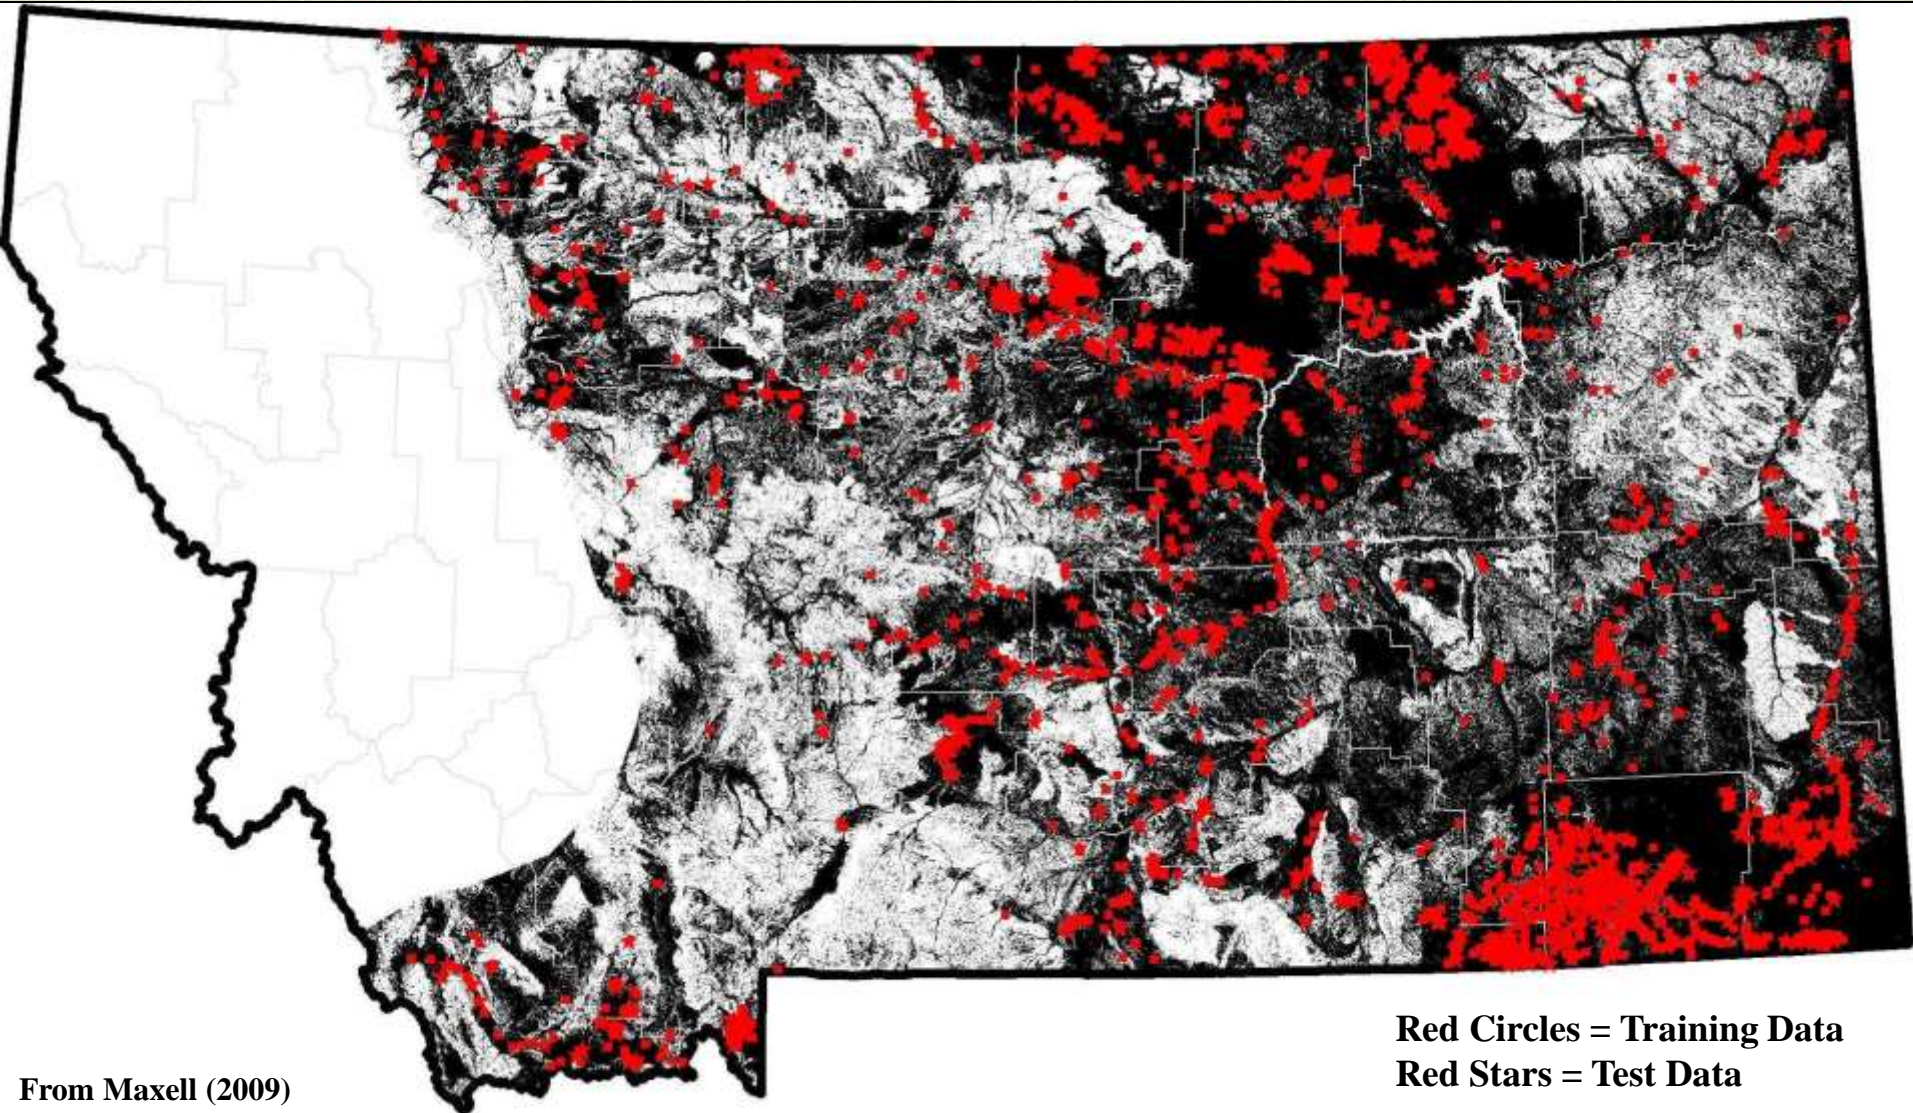 Red Circles = Training Data
Red Stars = Test Data
From Maxell (2009)